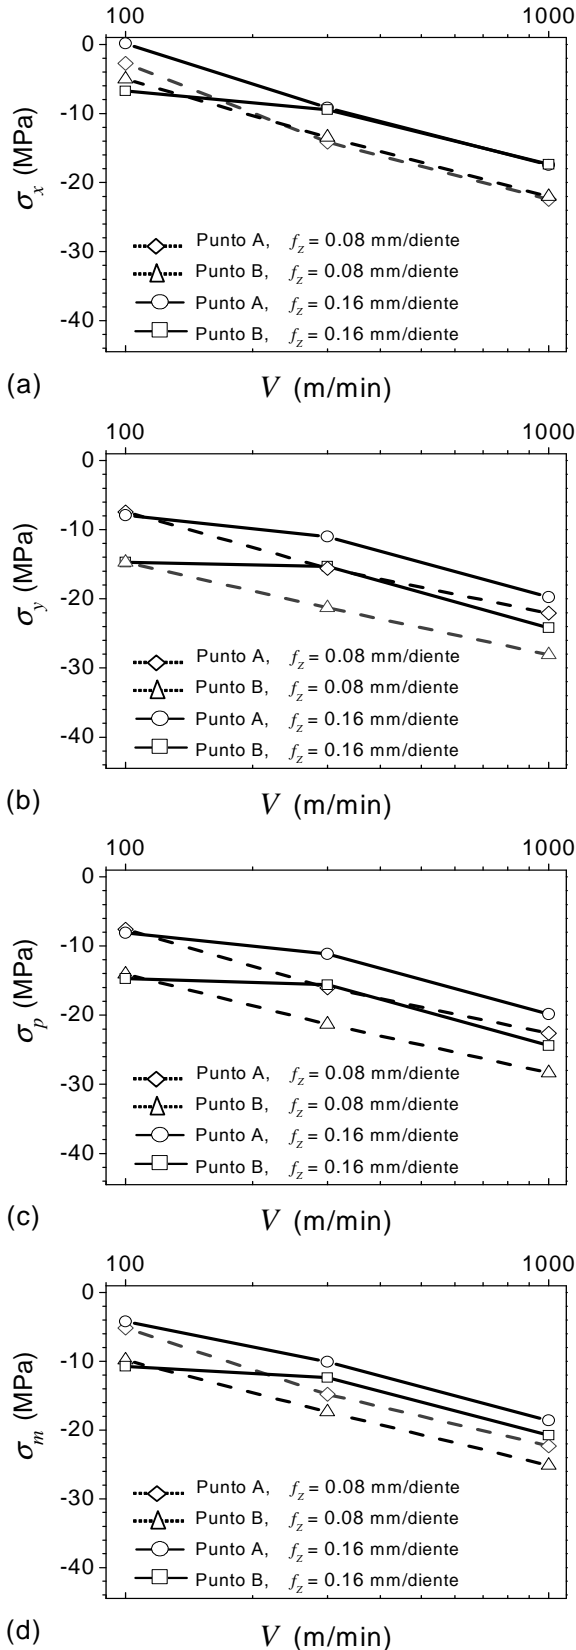 100 1000
0
-10
-20
-30
-40
σx (MPa)
Punto A, fz = 0.08 mm/diente
Punto B, fz = 0.08 mm/diente
Punto A, fz = 0.16 mm/diente
Punto B, fz = 0.16 mm/diente
(a) V (m/min)
100 1000
0
-10
-20
-30
-40
σy (MPa)
Punto A, fz = 0.08 mm/diente
Punto B, fz = 0.08 mm/diente
Punto A, fz = 0.16 mm/diente
Punto B, fz = 0.16 mm/diente
(b) V (m/min)
100 1000
0
-10
-20
-30
-40
σp (MPa)
Punto A, fz = 0.08 mm/diente
Punto B, fz = 0.08 mm/diente
Punto A, fz = 0.16 mm/diente
Punto B, fz = 0.16 mm/diente
(c) V (m/min)
100 1000
0
-10
-20
-30
-40
σm (MPa)
Punto A, fz = 0.08 mm/diente
Punto B, fz = 0.08 mm/diente
Punto A, fz = 0.16 mm/diente
Punto B, fz = 0.16 mm/diente
(d) V (m/min)